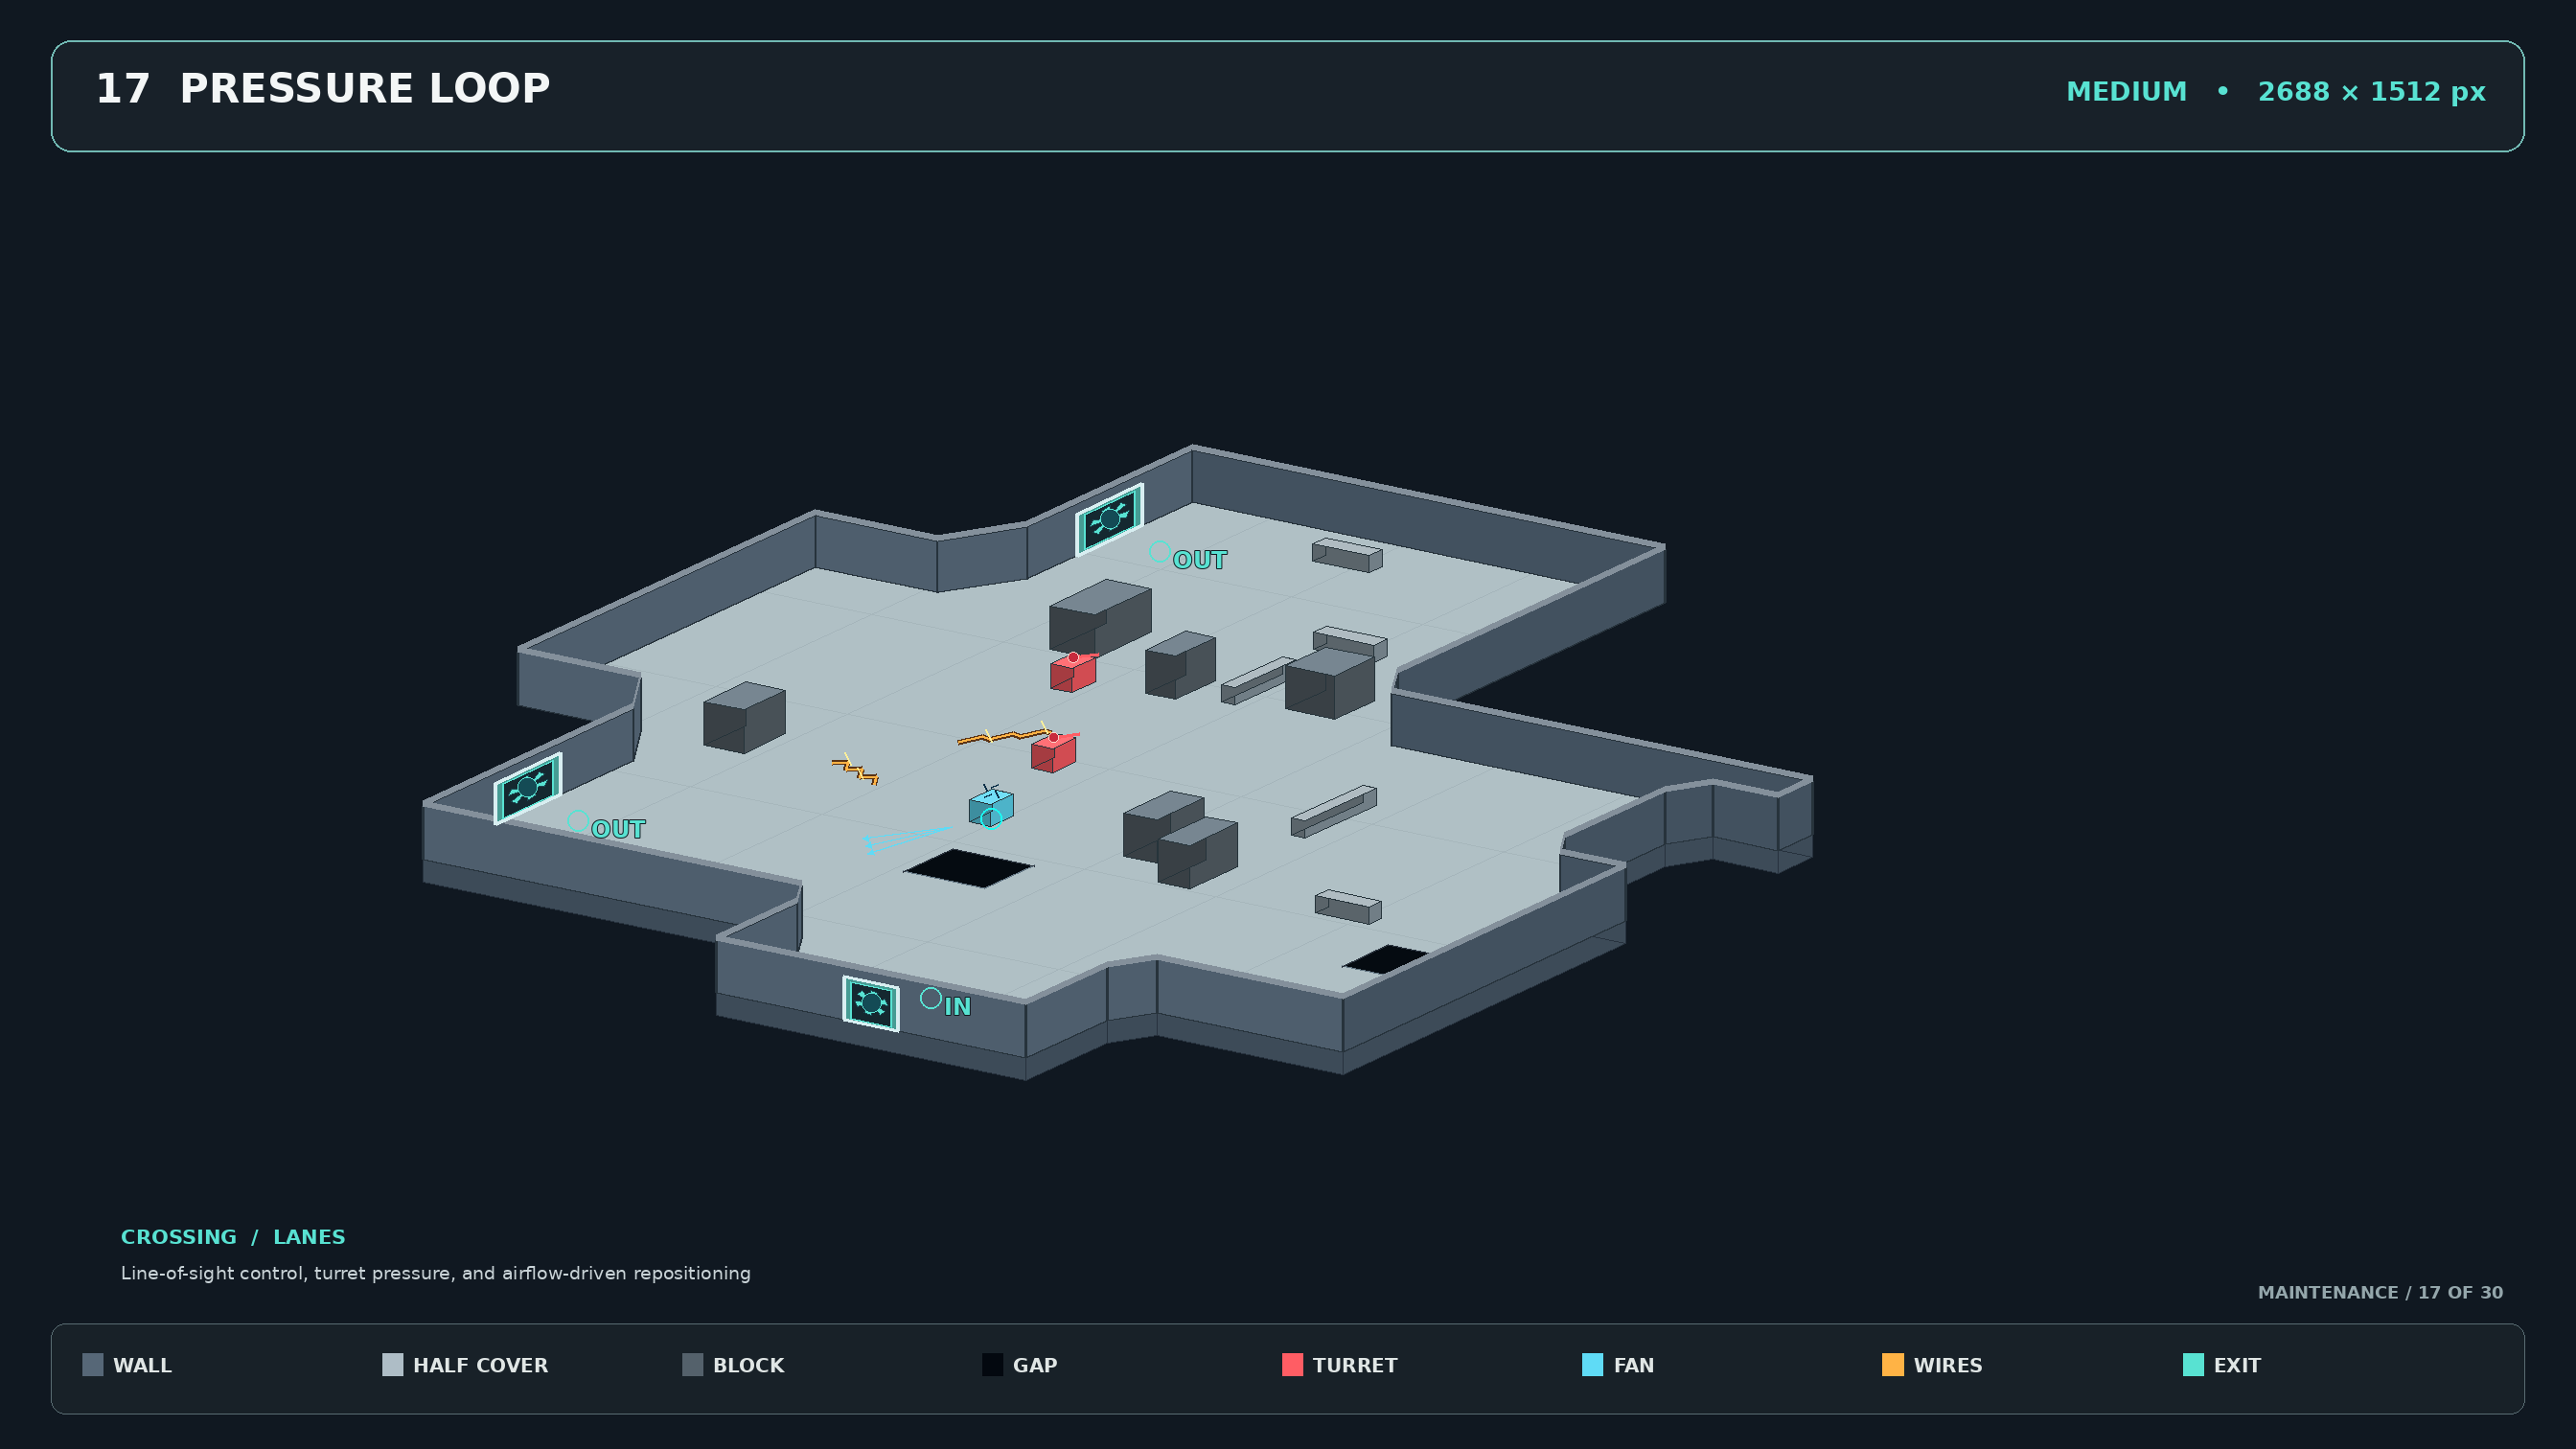 17 PRESSURE LOOP
MEDIUM • 2688 × 1512 px
OUT
OUT
IN
CROSSING / LANES
Line-of-sight control, turret pressure, and airflow-driven repositioning
MAINTENANCE / 17 OF 30
WALL
HALF COVER
BLOCK
GAP
TURRET
FAN
WIRES
EXIT